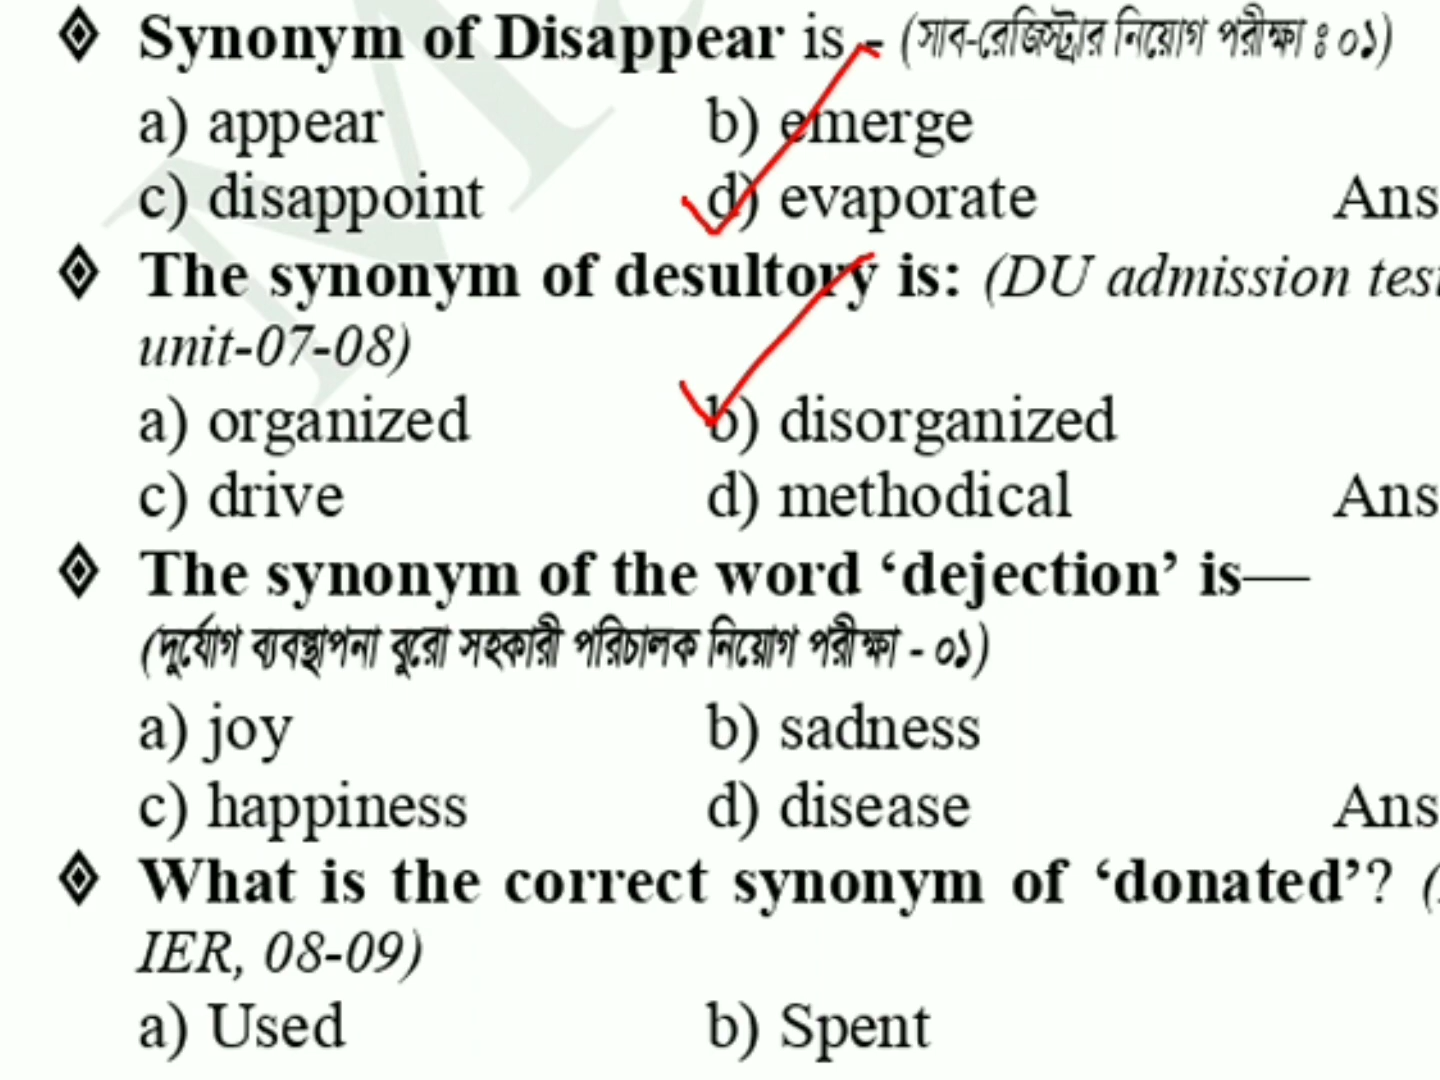 Synonym of Disappear is - (সাব-রেজিস্ট্রার নিয়োগ পরীক্ষা ঃ ০১)
a) appear b) emerge
c) disappoint d) evaporate Ans
The synonym of desultory is: (DU admission test
unit-07-08)
a) organized b) disorganized
c) drive d) methodical Ans
The synonym of the word ‘dejection’ is—
(দুর্যোগ ব্যবস্থাপনা বুরো সহকারী পরিচালক নিয়োগ পরীক্ষা - ০১)
a) joy b) sadness
c) happiness d) disease Ans
What is the correct synonym of ‘donated’? (
IER, 08-09)
a) Used b) Spent